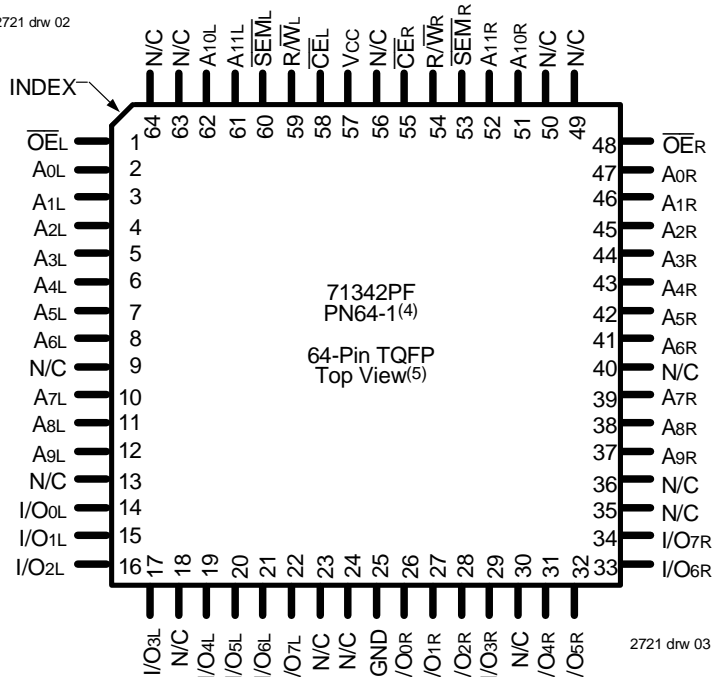 2721 drw 02
INDEX
N/C
N/C
A10L
A11L
SEML
R/WL
CEL
VCC
N/C
CER
R/WR
SEMR
A11R
A10R
N/C
N/C
64
63
62
61
60
59
58
57
56
55
54
53
52
51
50
49
OEL 1
A0L 2
A1L 3
A2L 4
A3L 5
A4L 6
A5L 7
A6L 8
N/C 9
A7L 10
A8L 11
A9L 12
N/C 13
I/O0L 14
I/O1L 15
I/O2L 16
71342PF
PN64-1(4)
64-Pin TQFP
Top View(5)
48 OER
47 A0R
46 A1R
45 A2R
44 A3R
43 A4R
42 A5R
41 A6R
40 N/C
39 A7R
38 A8R
37 A9R
36 N/C
35 N/C
34 I/O7R
33 I/O6R
17
18
19
20
21
22
23
24
25
26
27
28
29
30
31
32
I/O3L
N/C
/O4L
/O5L
/O6L
/O7L
N/C
N/C
GND
/O0R
/O1R
/O2R
I/O3R
N/C
/O4R
/O5R
2721 drw 03